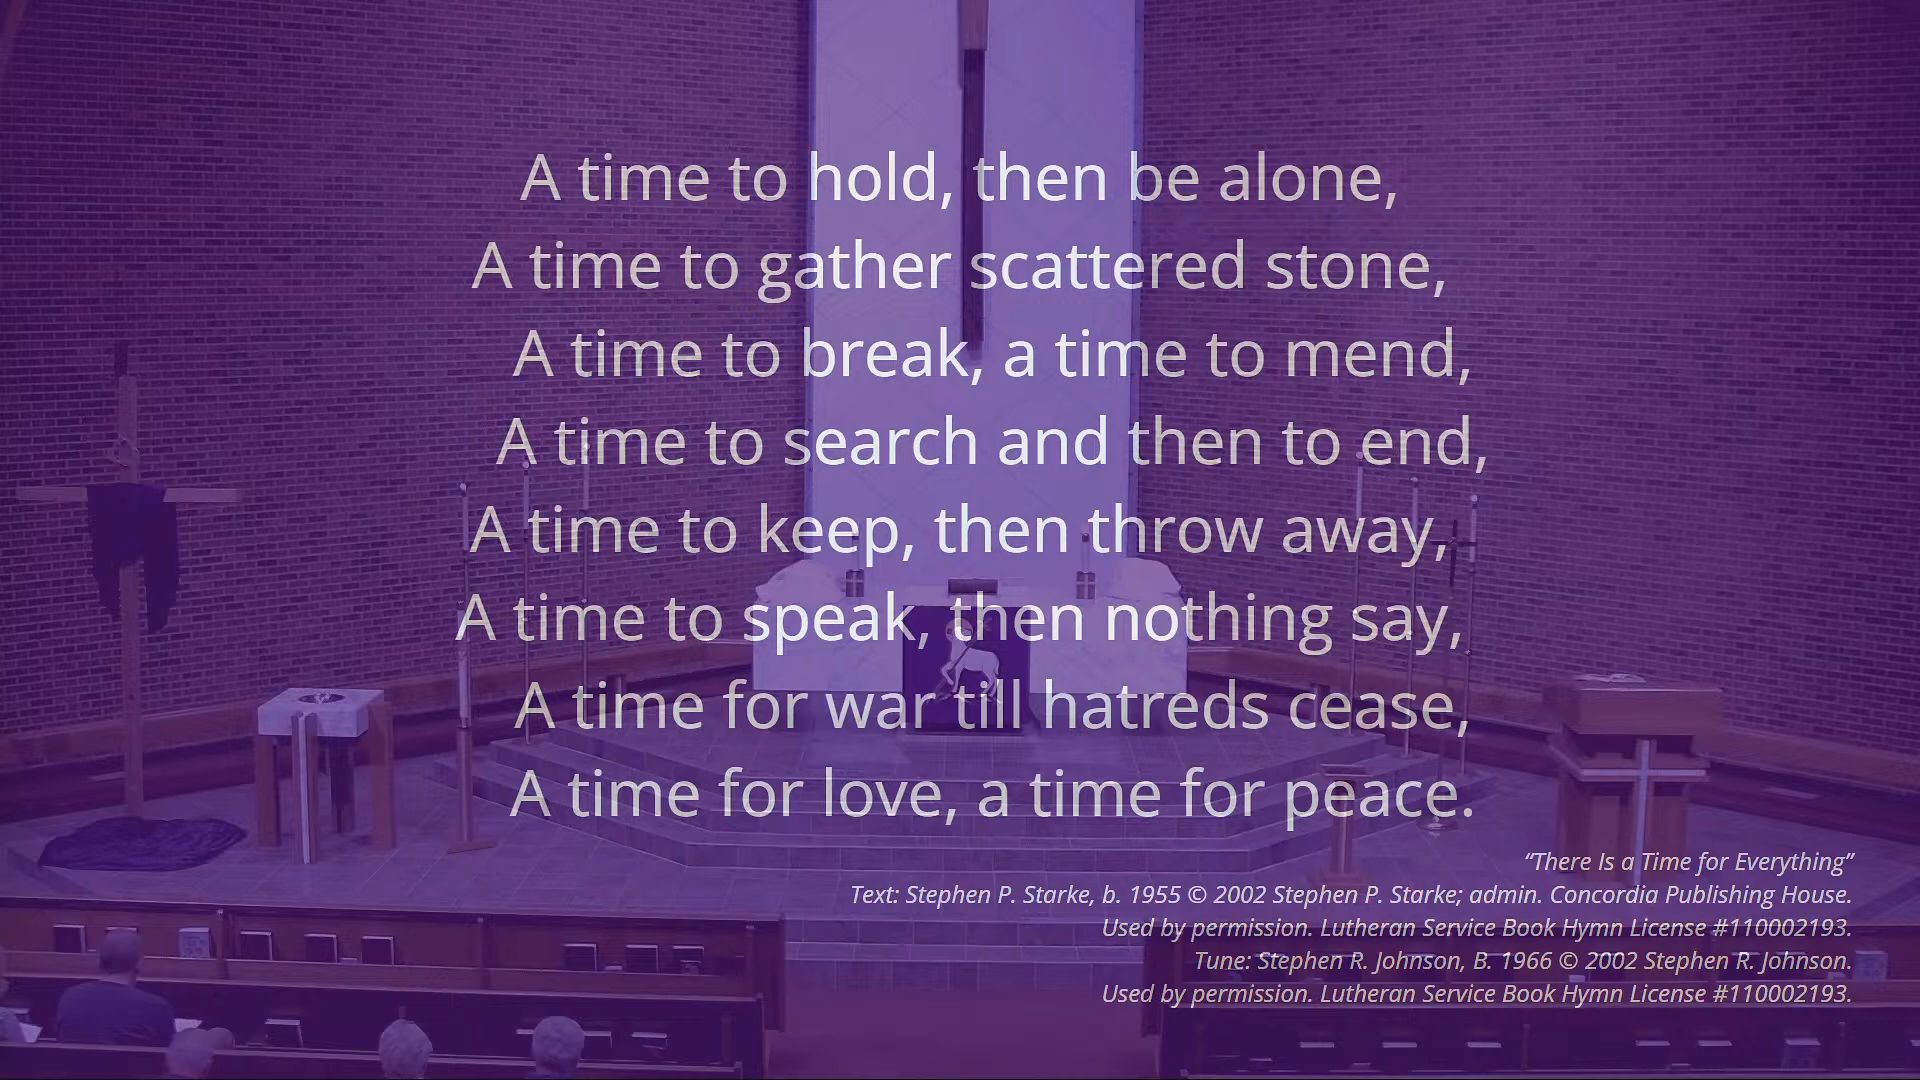 A time to hold, then be alone,
A time to gather scattered stone,
A time to break, a time to mend,
A time to search and then to end,
A time to keep, then throw away,
A time to speak, then nothing say,
A time for war till hatreds cease,
A time for love, a time for peace.
“There Is a Time for Everything”
Text: Stephen P. Starke, b. 1955 © 2002 Stephen P. Starke; admin. Concordia Publishing House.
Used by permission. Lutheran Service Book Hymn License #110002193.
Tune: Stephen R. Johnson, B. 1966 © 2002 Stephen R. Johnson.
Used by permission. Lutheran Service Book Hymn License #110002193.